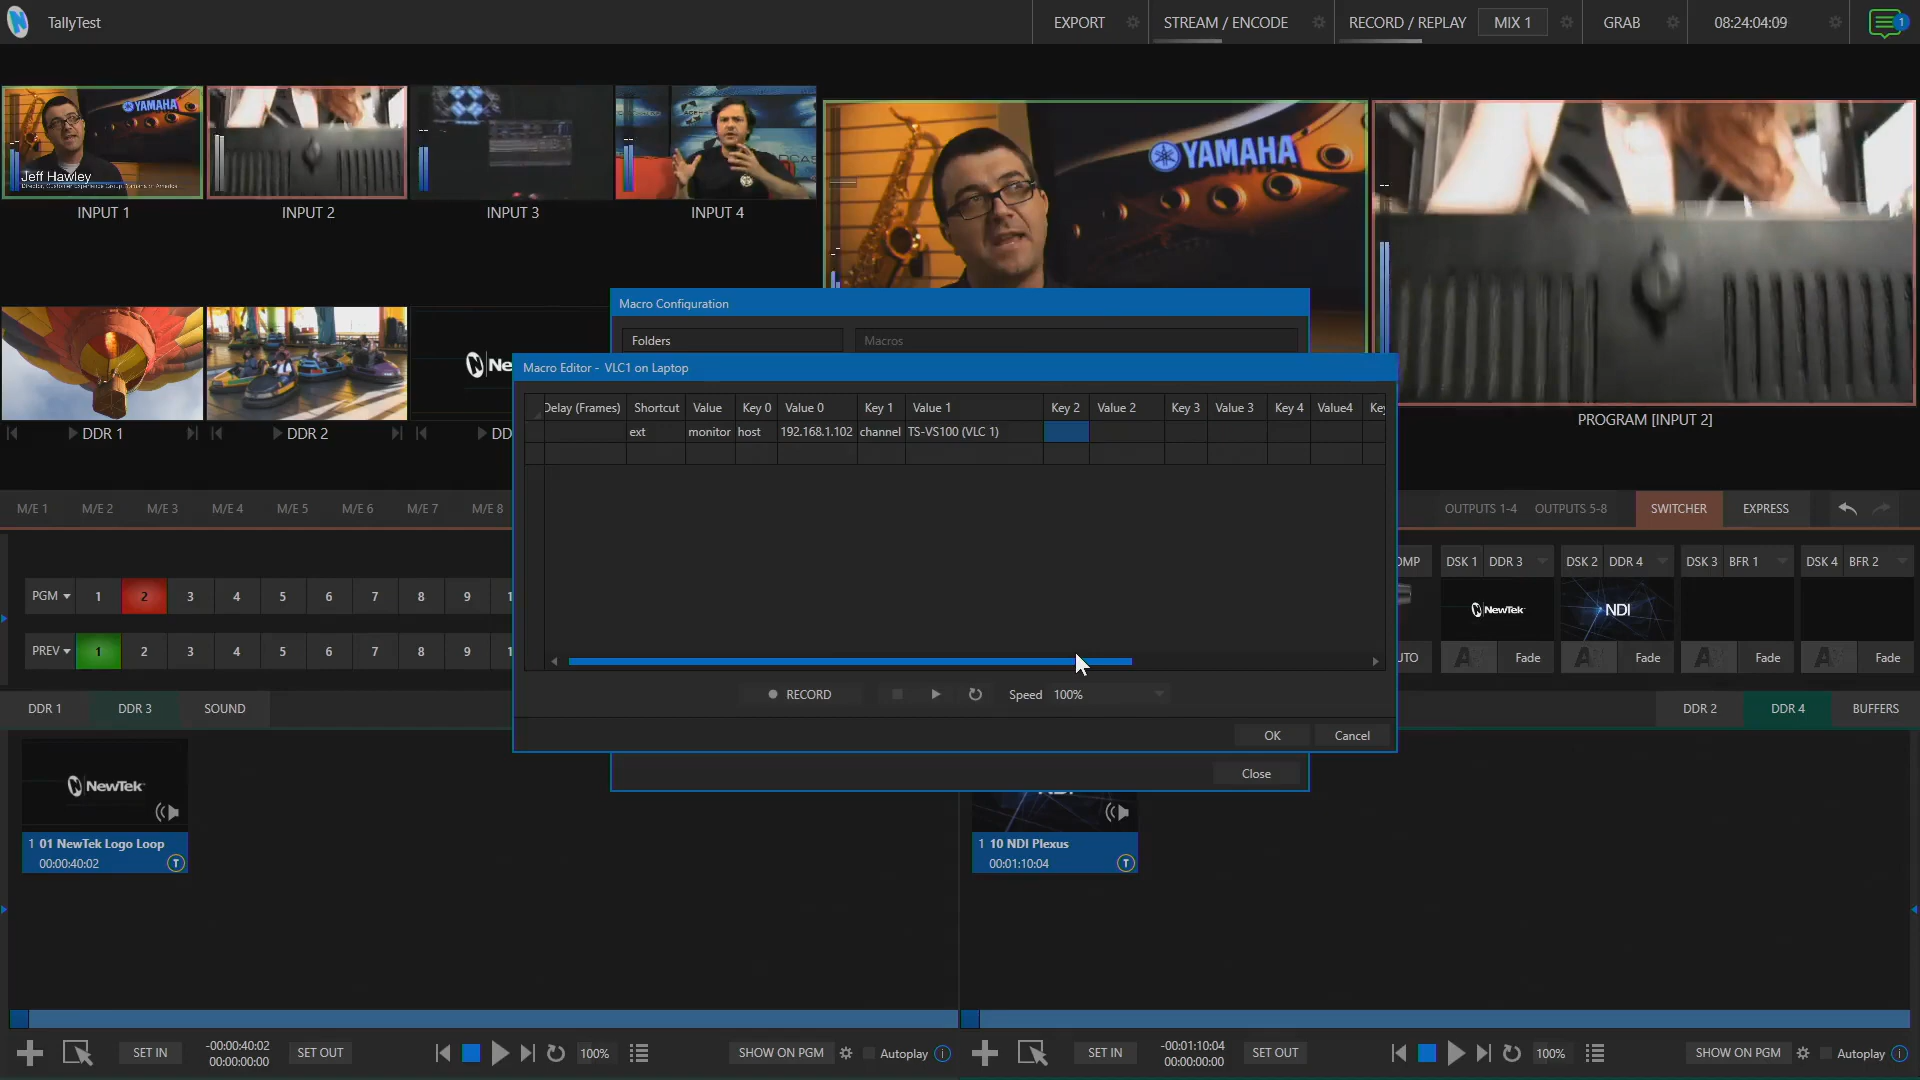 TallyTest
EXPORT
STREAM / ENCODE
RECORD / REPLAY
MIX 1
GRAB
08:24:04:09
1
YAMAHA
Jeff Hawley
INPUT 1
INPUT 2
INPUT 3
INPUT 4
YAMAHA
DDR 1
DDR 2
Ne
DD
PROGRAM [INPUT 2]
Macro Configuration
Folders
Macros
Macro Editor - VLC1 on Laptop
Delay (Frames) Shortcut Value Key 0 Value 0 Key 1 Value 1 Key 2 Value 2 Key 3 Value 3 Key 4 Value4 Key
ext monitor host 192.168.1.102 channel TS-VS100 (VLC 1)
RECORD
Speed 100%
OK
Cancel
Close
M/E 1 M/E 2 M/E 3 M/E 4 M/E 5 M/E 6 M/E 7 M/E 8
OUTPUTS 1-4 OUTPUTS 5-8 SWITCHER EXPRESS
PGM 1 2 3 4 5 6 7 8 9 1
PREV 1 2 3 4 5 6 7 8 9 1
OMP DSK 1 DDR 3 DSK 2 DDR 4 DSK 3 BFR 1 DSK 4 BFR 2
NewTek
NDI
UTO Fade Fade Fade Fade
DDR 1 DDR 3 SOUND
DDR 2 DDR 4 BUFFERS
NewTek
1 01 NewTek Logo Loop
00:00:40:02
T
NDI
1 10 NDI Plexus
00:01:10:04
T
SET IN
-00:00:40:02
00:00:00:00
SET OUT
100%
SHOW ON PGM
Autoplay
SET IN
-00:01:10:04
00:00:00:00
SET OUT
100%
SHOW ON PGM
Autoplay